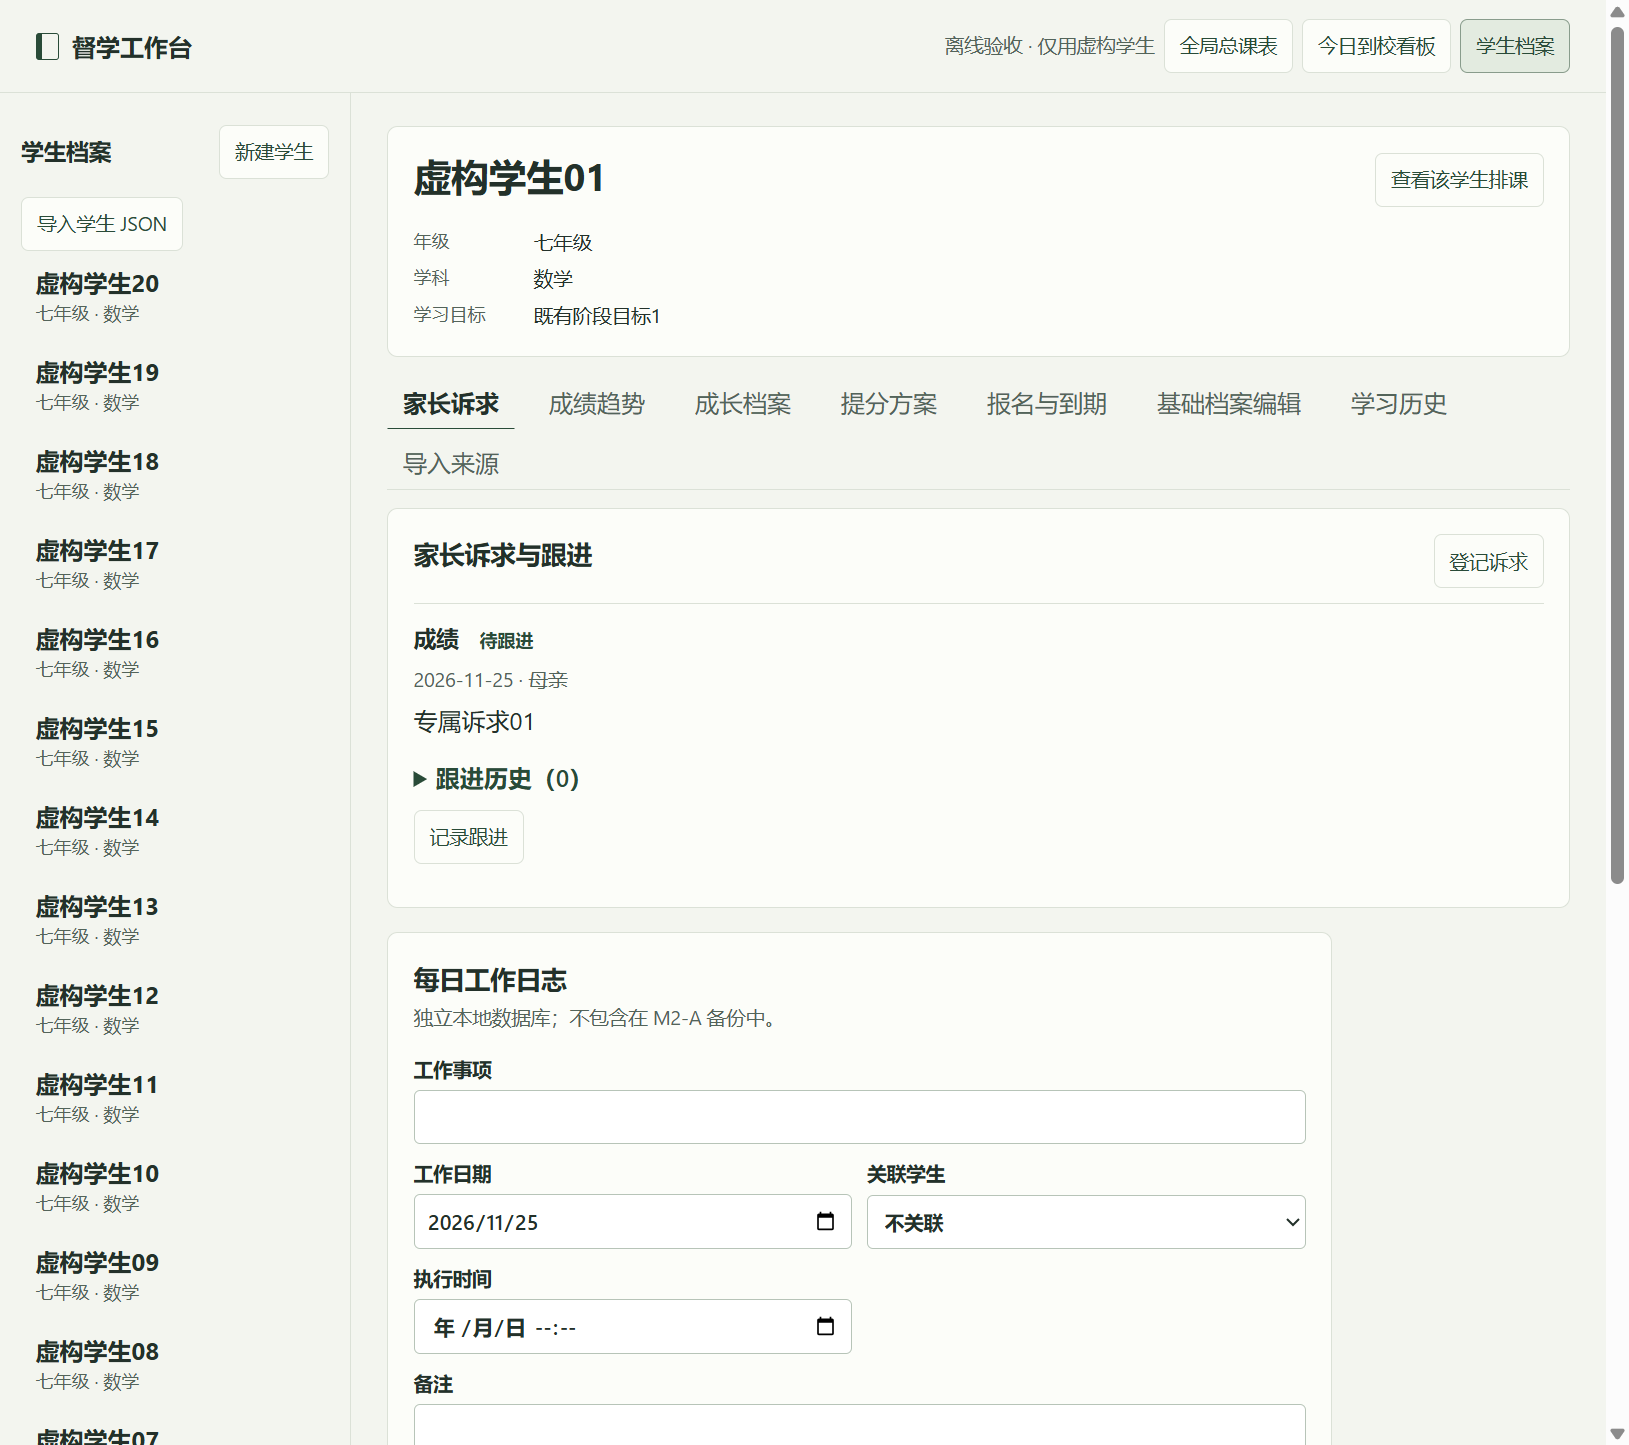 督学工作台
离线验收 · 仅用虚构学生
全局总课表
今日到校看板
学生档案
学生档案
新建学生
导入学生 JSON
虚构学生20
七年级 · 数学
虚构学生19
七年级 · 数学
虚构学生18
七年级 · 数学
虚构学生17
七年级 · 数学
虚构学生16
七年级 · 数学
虚构学生15
七年级 · 数学
虚构学生14
七年级 · 数学
虚构学生13
七年级 · 数学
虚构学生12
七年级 · 数学
虚构学生11
七年级 · 数学
虚构学生10
七年级 · 数学
虚构学生09
七年级 · 数学
虚构学生08
七年级 · 数学
虚构学生07
虚构学生01
查看该学生排课
年级 七年级
学科 数学
学习目标 既有阶段目标1
家长诉求 成绩趋势 成长档案 提分方案 报名与到期 基础档案编辑 学习历史
导入来源
家长诉求与跟进
登记诉求
成绩 待跟进
2026-11-25 · 母亲
专属诉求01
跟进历史（0）
记录跟进
每日工作日志
独立本地数据库；不包含在 M2-A 备份中。
工作事项
工作日期 关联学生
2026/11/25 不关联
执行时间
年 /月/日 --:--
备注